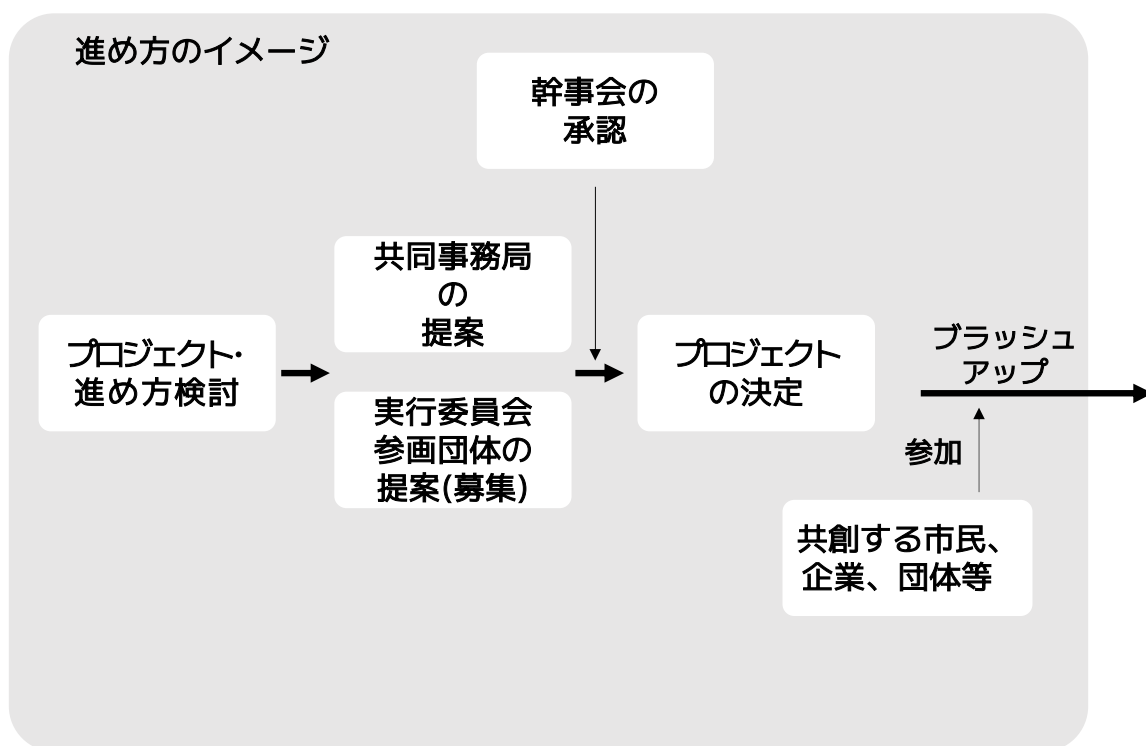 進め方のイメージ
幹事会の
承認
共同事務局
の
提案
プロジェクト・
進め方検討
実行委員会
参画団体の
提案(募集)
プロジェクト
の決定
ブラッシュ
アップ
参加
共創する市民、
企業、団体等